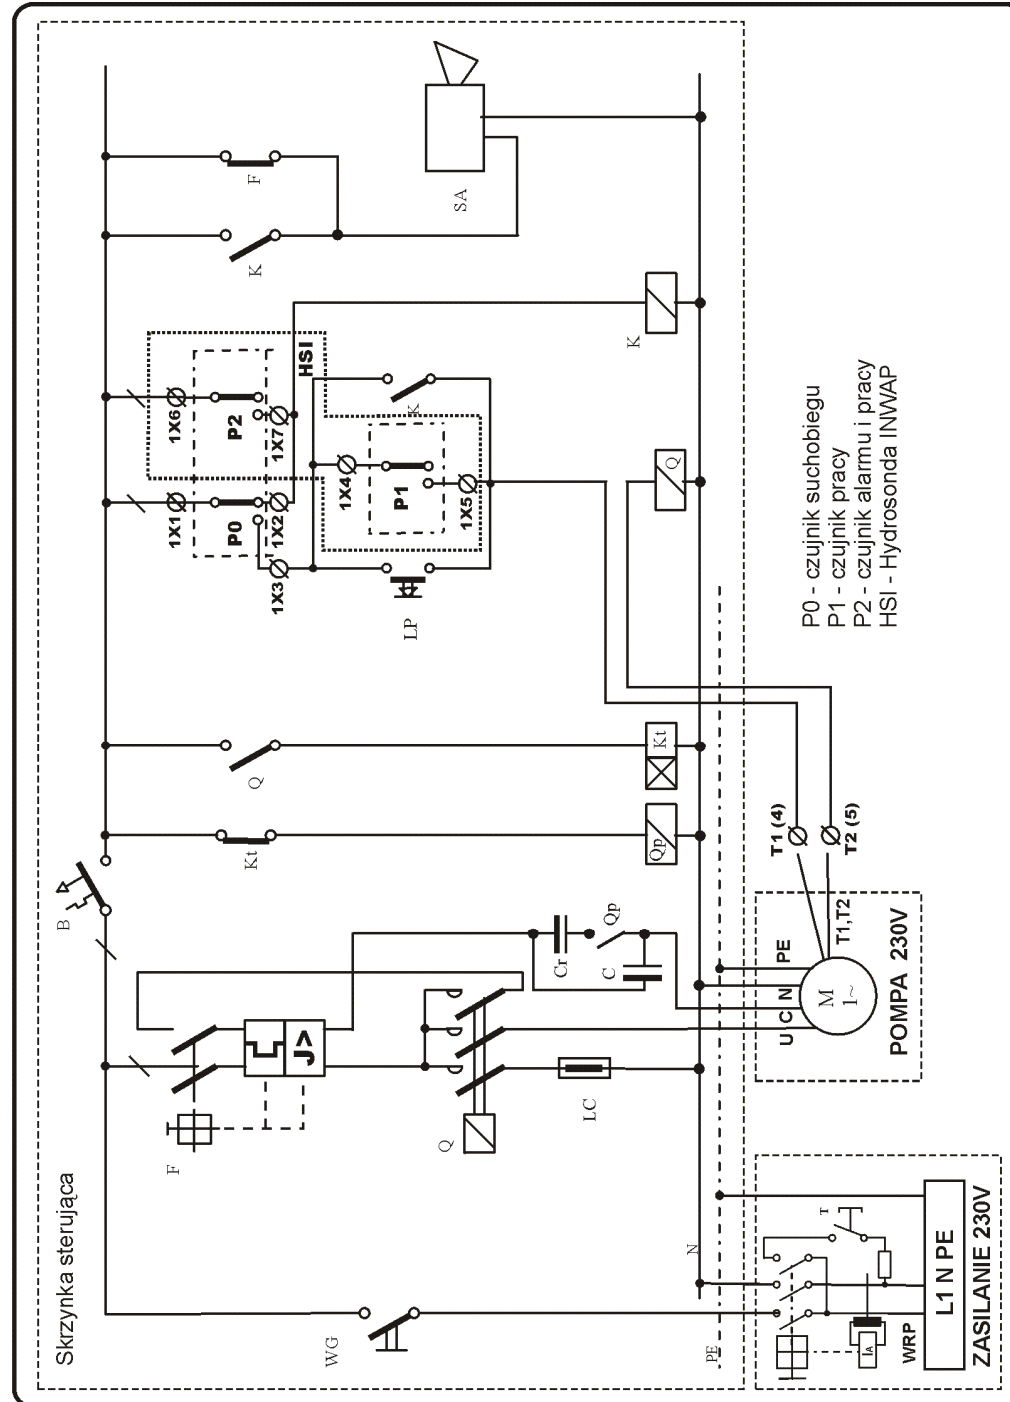 Skrzynka sterująca
F
K
SA
K
HSI
1X6
P2
1X7
1X1
P0
1X2
1X3
1X4
P1
1X5
K
LP
Q
P0 - czujnik suchobiegu
P1 - czujnik pracy
P2 - czujnik alarmu i pracy
HSI - Hydrosonda INWAP
Q
Kt
Kt
Qp
B
T1 (4)
T2 (5)
Cr
Qp
C
PE
T1,T2
U C N
M
1~
POMPA 230V
J>
F
Q
LC
N
PE
WG
T
IA
WRP
L1 N PE
ZASILANIE 230V